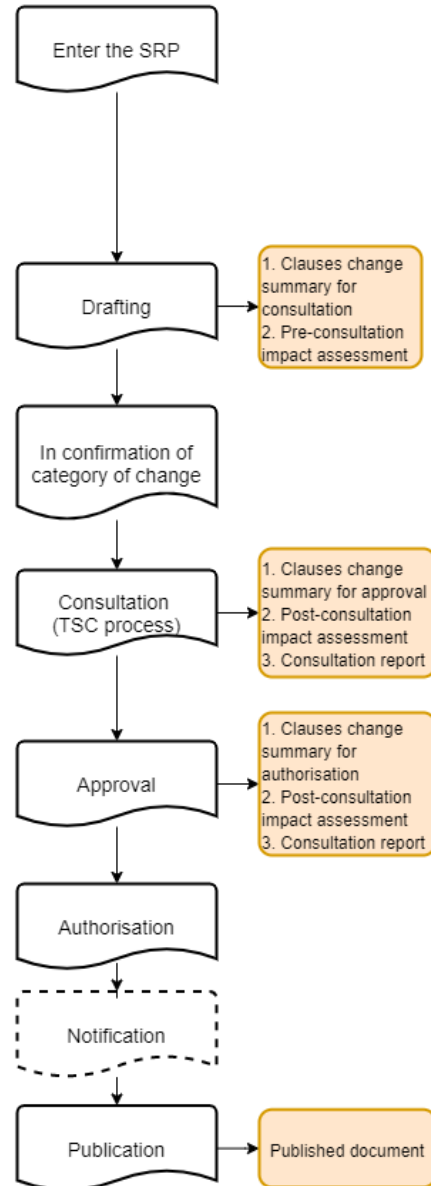 Enter the SRP
Drafting
1. Clauses change
summary for
consultation
2. Pre-consultation
impact assessment
In confirmation of
category of change
Consultation
(TSC process)
1. Clauses change
summary for approval
2. Post-consultation
impact assessment
3. Consultation report
Approval
1. Clauses change
summary for
authorisation
2. Post-consultation
impact assessment
3. Consultation report
Authorisation
Notification
Publication
Published document